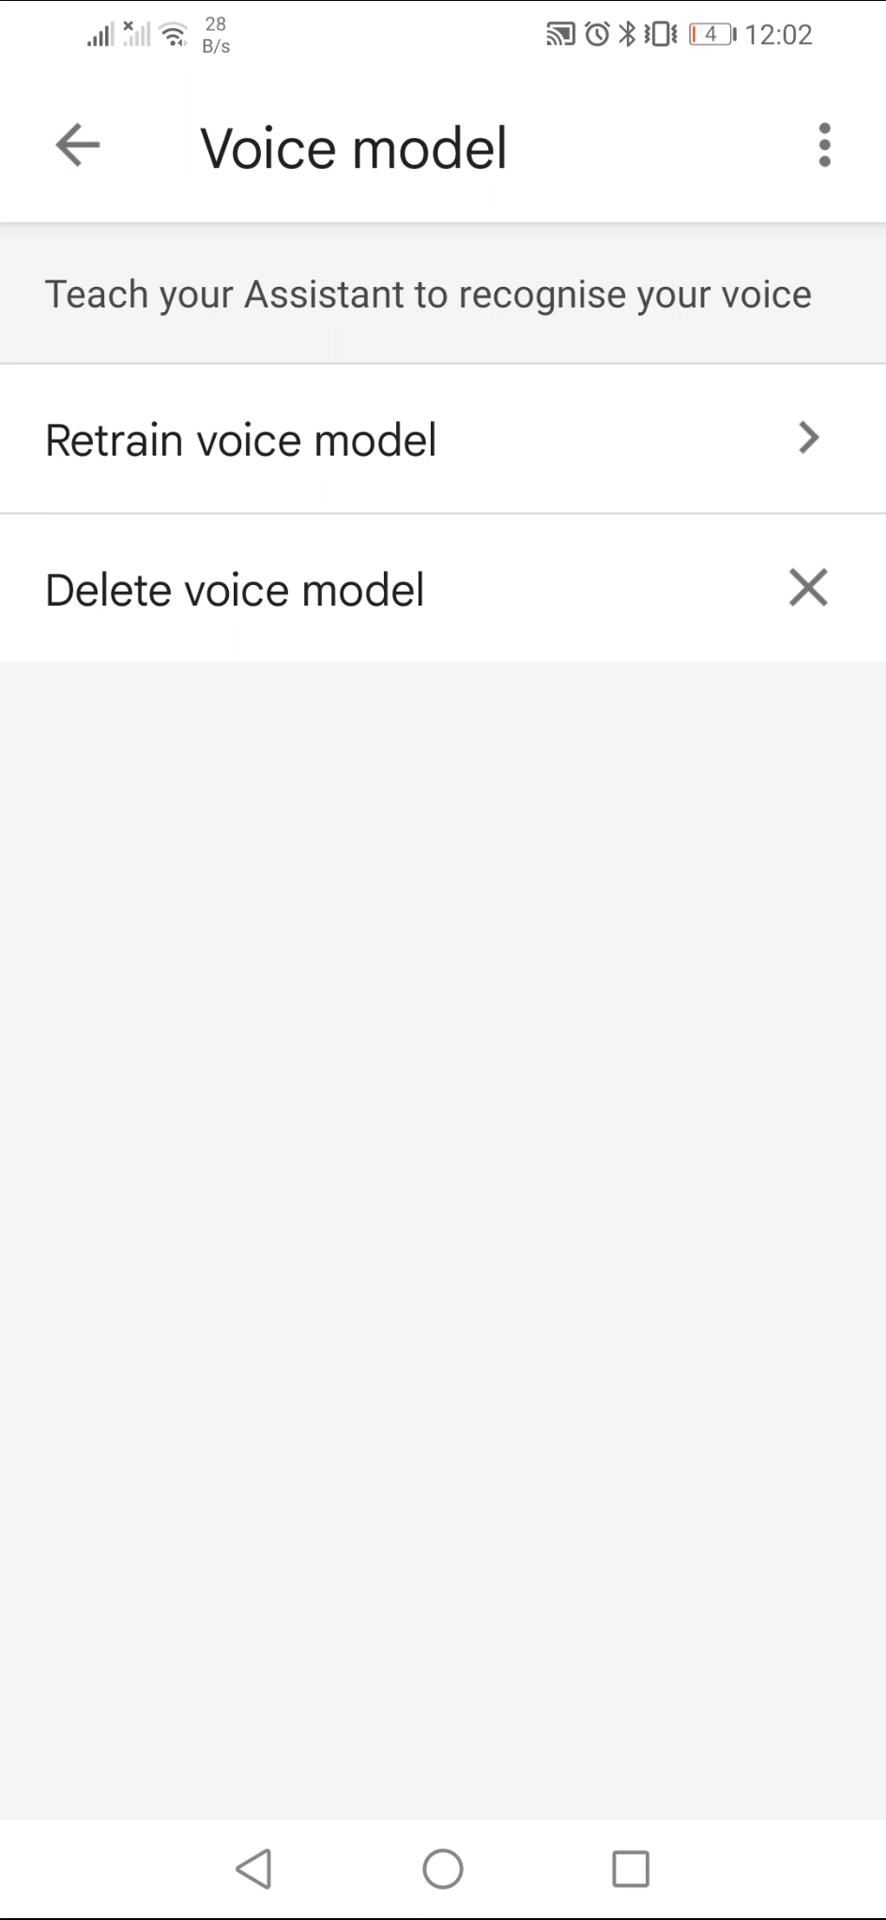 28
B/s
4
12:02
Voice model
Teach your Assistant to recognise your voice
Retrain voice model
Delete voice model